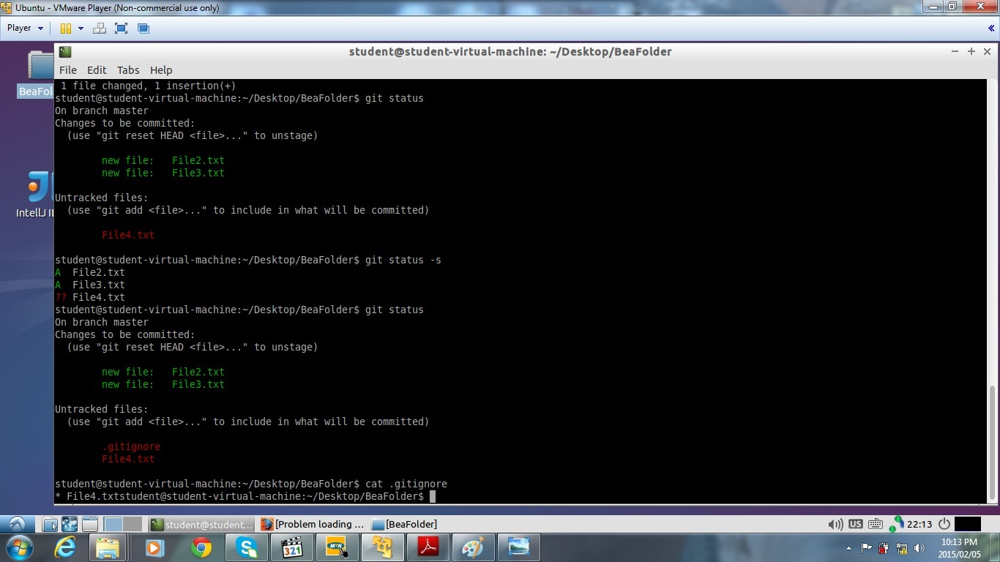 Ubuntu - VMware Player (Non-commercial use only)
Player
student@student-virtual-machine: ~/Desktop/BeaFolder
File Edit Tabs Help
1 file changed, 1 insertion(+)
student@student-virtual-machine:~/Desktop/BeaFolder$ git status
On branch master
Changes to be committed:
(use "git reset HEAD <file>..." to unstage)
new file: File2.txt
new file: File3.txt
Untracked files:
(use "git add <file>..." to include in what will be committed)
File4.txt
student@student-virtual-machine:~/Desktop/BeaFolder$ git status -s
A File2.txt
A File3.txt
?? File4.txt
student@student-virtual-machine:~/Desktop/BeaFolder$ git status
On branch master
Changes to be committed:
(use "git reset HEAD <file>..." to unstage)
new file: File2.txt
new file: File3.txt
Untracked files:
(use "git add <file>..." to include in what will be committed)
.gitignore
File4.txt
student@student-virtual-machine:~/Desktop/BeaFolder$ cat .gitignore
* File4.txtstudent@student-virtual-machine:~/Desktop/BeaFolder$
BeaFol
IntellJ I
student@student... [Problem loading ... [BeaFolder] US 22:13
321 MTN
10:13 PM
2015/02/05